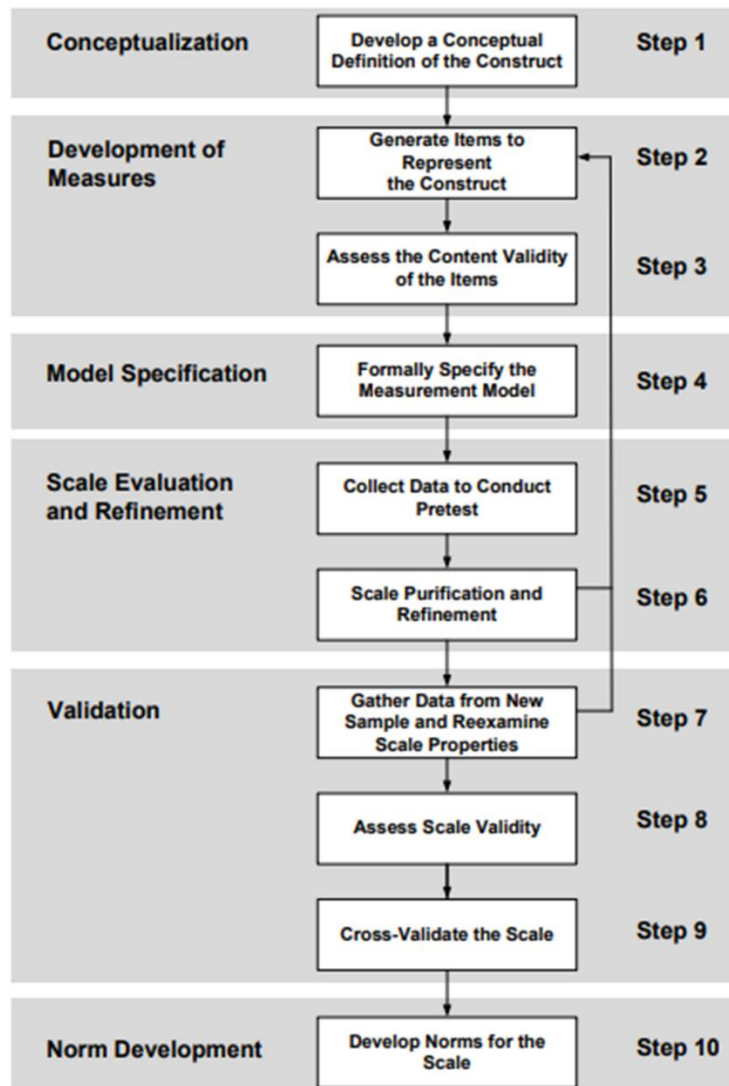 Conceptualization
Develop a Conceptual
Definition of the Construct
Step 1
Development of
Measures
Generate Items to
Represent
the Construct
Step 2
Assess the Content Validity
of the Items
Step 3
Model Specification
Formally Specify the
Measurement Model
Step 4
Scale Evaluation
and Refinement
Collect Data to Conduct
Pretest
Step 5
Scale Purification and
Refinement
Step 6
Validation
Gather Data from New
Sample and Reexamine
Scale Properties
Step 7
Assess Scale Validity
Step 8
Cross-Validate the Scale
Step 9
Norm Development
Develop Norms for the
Scale
Step 10